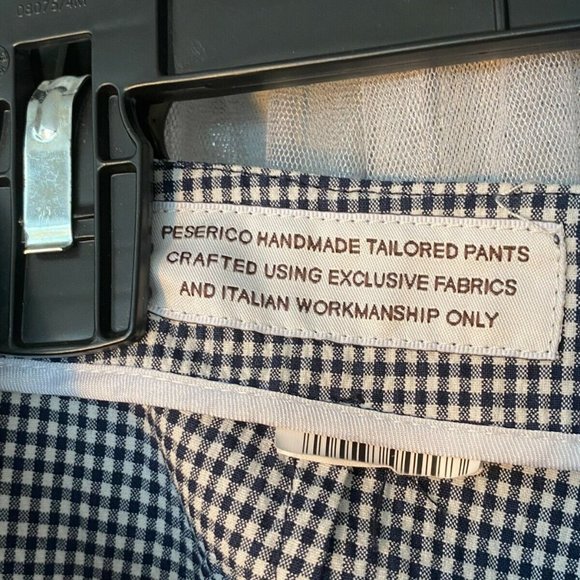 PESERICO HANDMADE TAILORED PANTS
CRAFTED USING EXCLUSIVE FABRICS
AND ITALIAN WORKMANSHIP ONLY